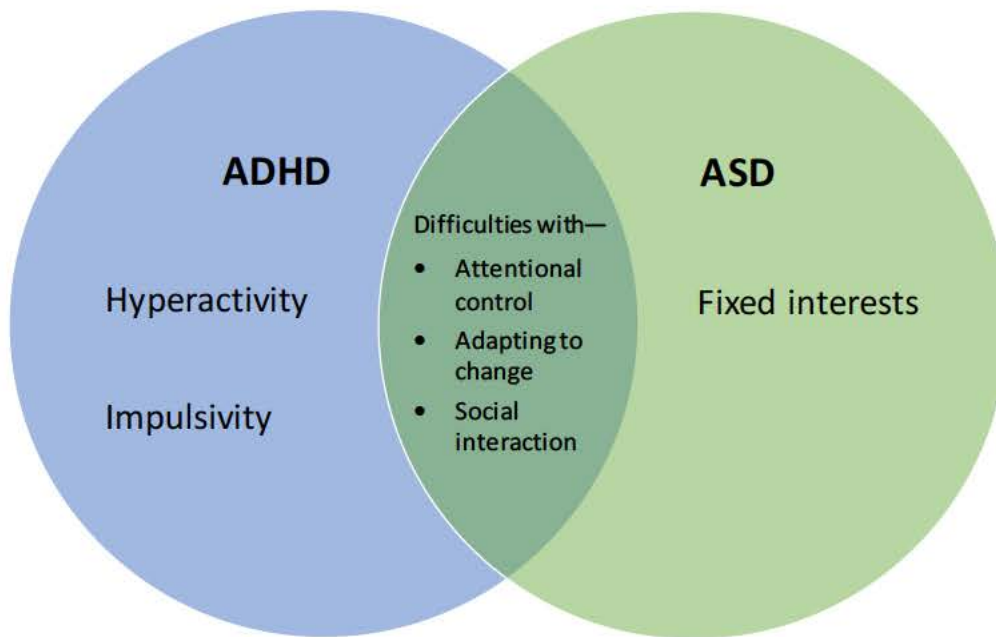 ADHD
Hyperactivity
Impulsivity
Difficulties with—
• Attentional
control
• Adapting to
change
• Social
interaction
ASD
Fixed interests